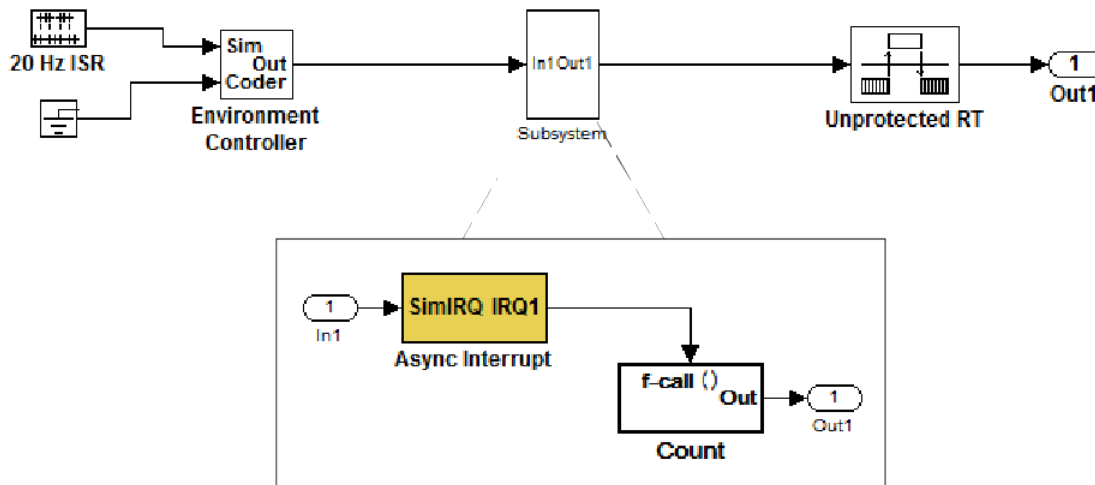 20 Hz ISR
Sim
Out
Coder
Environment
Controller
In1 Out1
Subsystem
Unprotected RT
1
Out1
1
In1
SimIRQ IRQ1
Async Interrupt
f-call ()
Out
Count
1
Out1